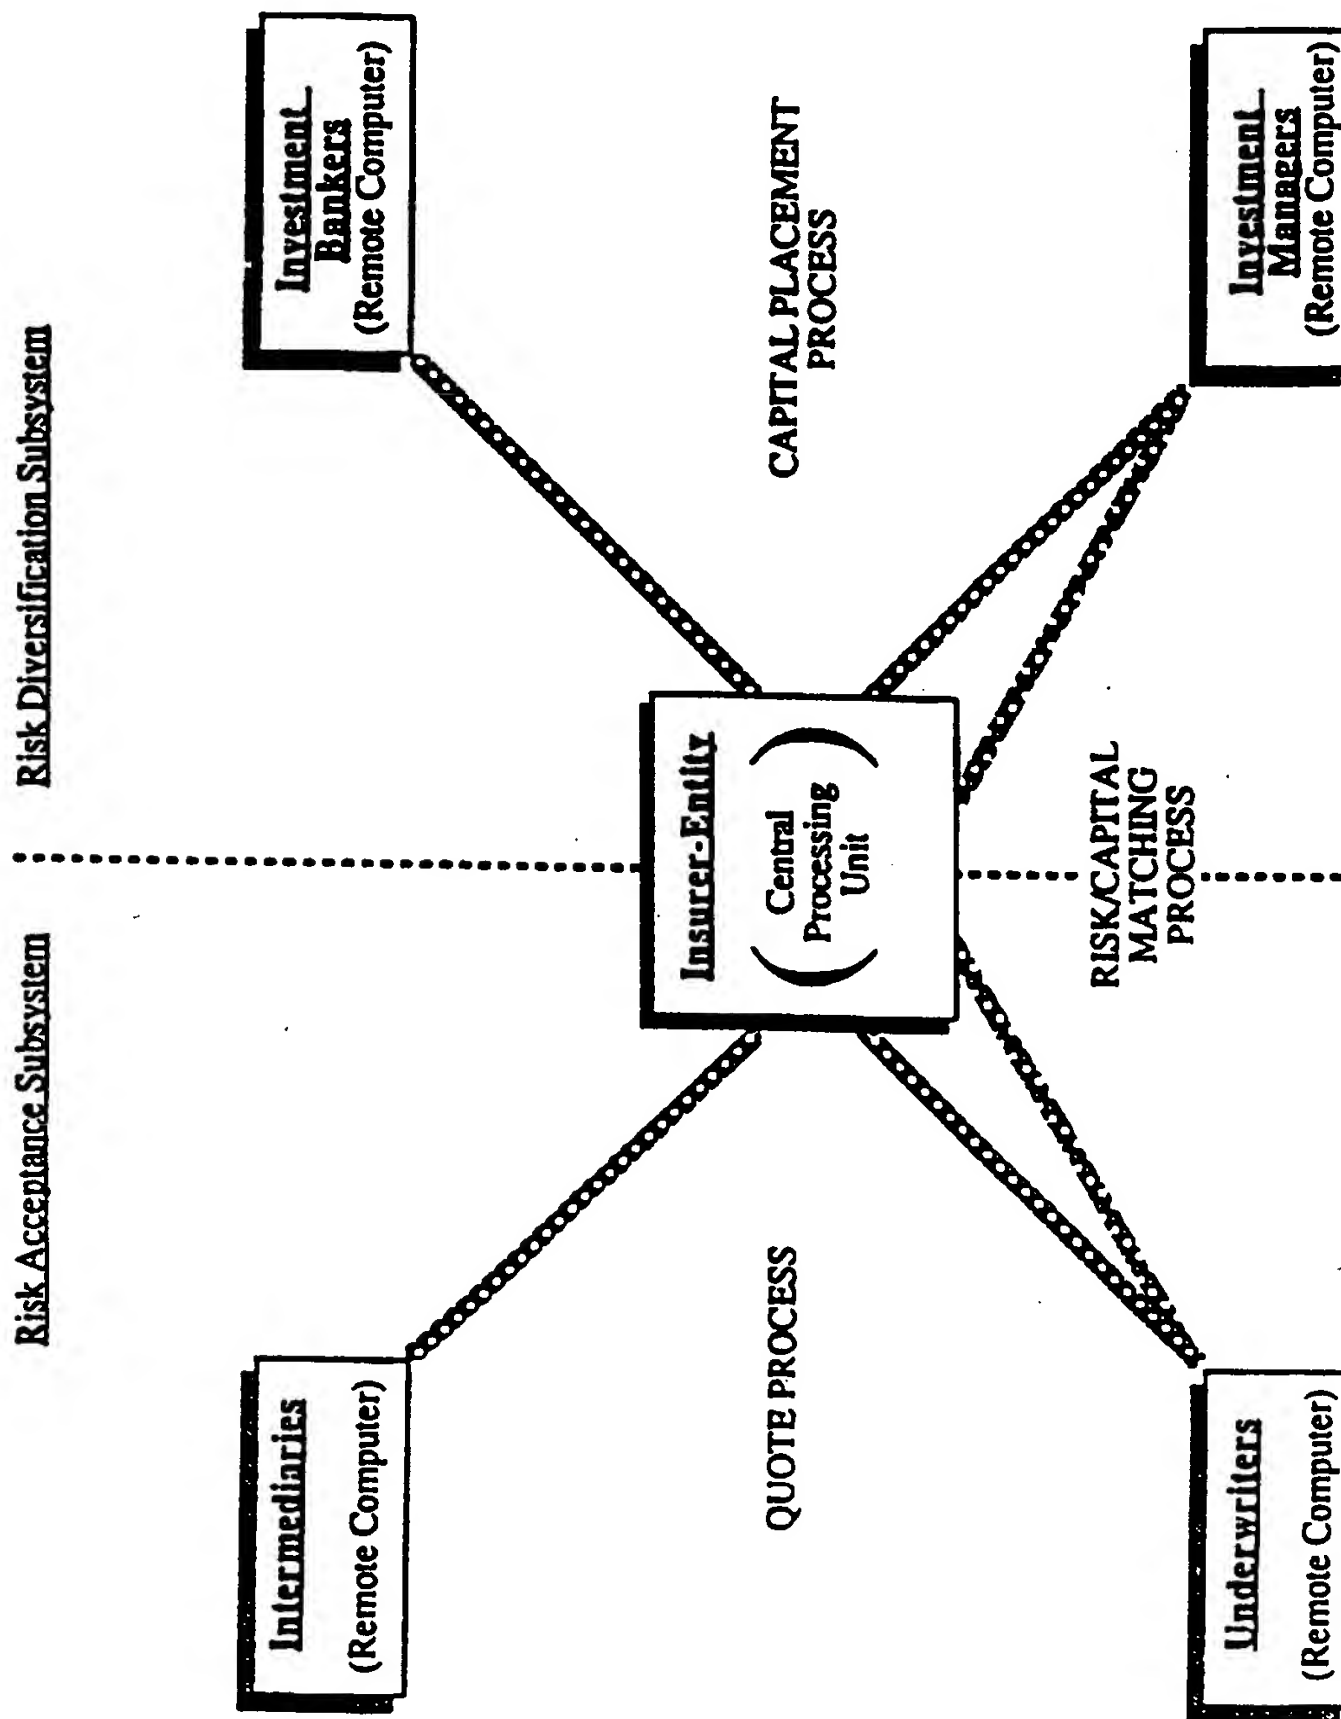 Risk Acceptance Subsystem
Risk Diversification Subsystem
Intermediaries
(Remote Computer)
Investment
Bankers
(Remote Computer)
Insurer-Entity
Central
Processing
Unit
QUOTE PROCESS
CAPITAL PLACEMENT
PROCESS
RISK/CAPITAL
MATCHING
PROCESS
Underwriters
(Remote Computer)
Investment
Managers
(Remote Computer)